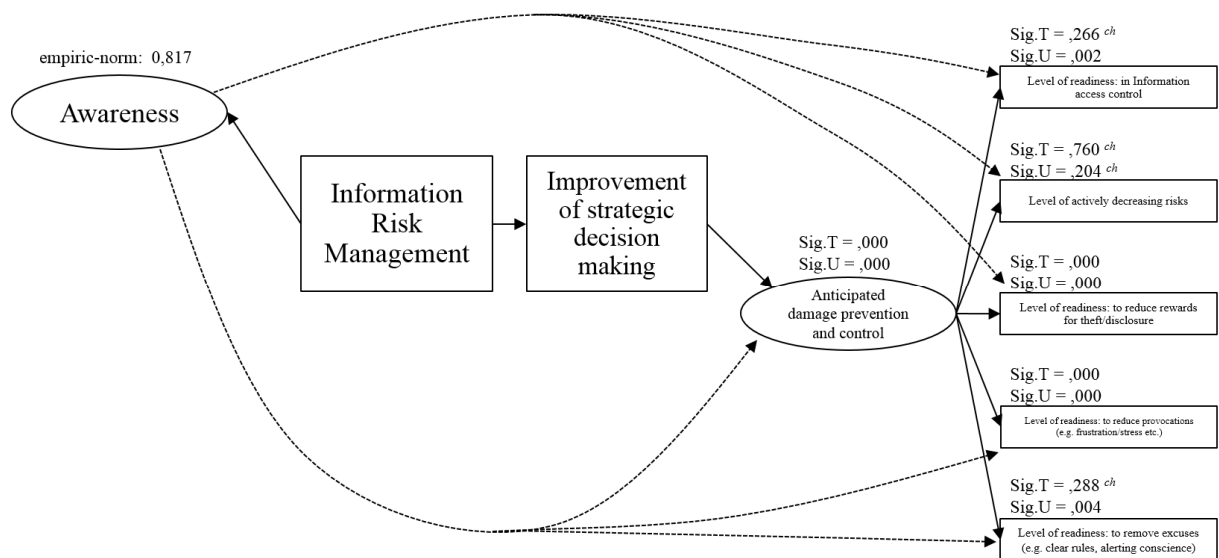 empiric-norm: 0,817
Awareness
Information
Risk
Management
Improvement
of strategic
decision
making
Sig.T = ,000
Sig.U = ,000
Anticipated
damage prevention
and control
Sig.T = ,266 ch
Sig.U = ,002
Level of readiness: in Information
access control
Sig.T = ,760 ch
Sig.U = ,204 ch
Level of actively decreasing risks
Sig.T = ,000
Sig.U = ,000
Level of readiness: to reduce rewards
for theft/disclosure
Sig.T = ,000
Sig.U = ,000
Level of readiness: to reduce provocations
(e.g. frustration/stress etc.)
Sig.T = ,288 ch
Sig.U = ,004
Level of readiness: to remove excuses
(e.g. clear rules, alerting conscience)